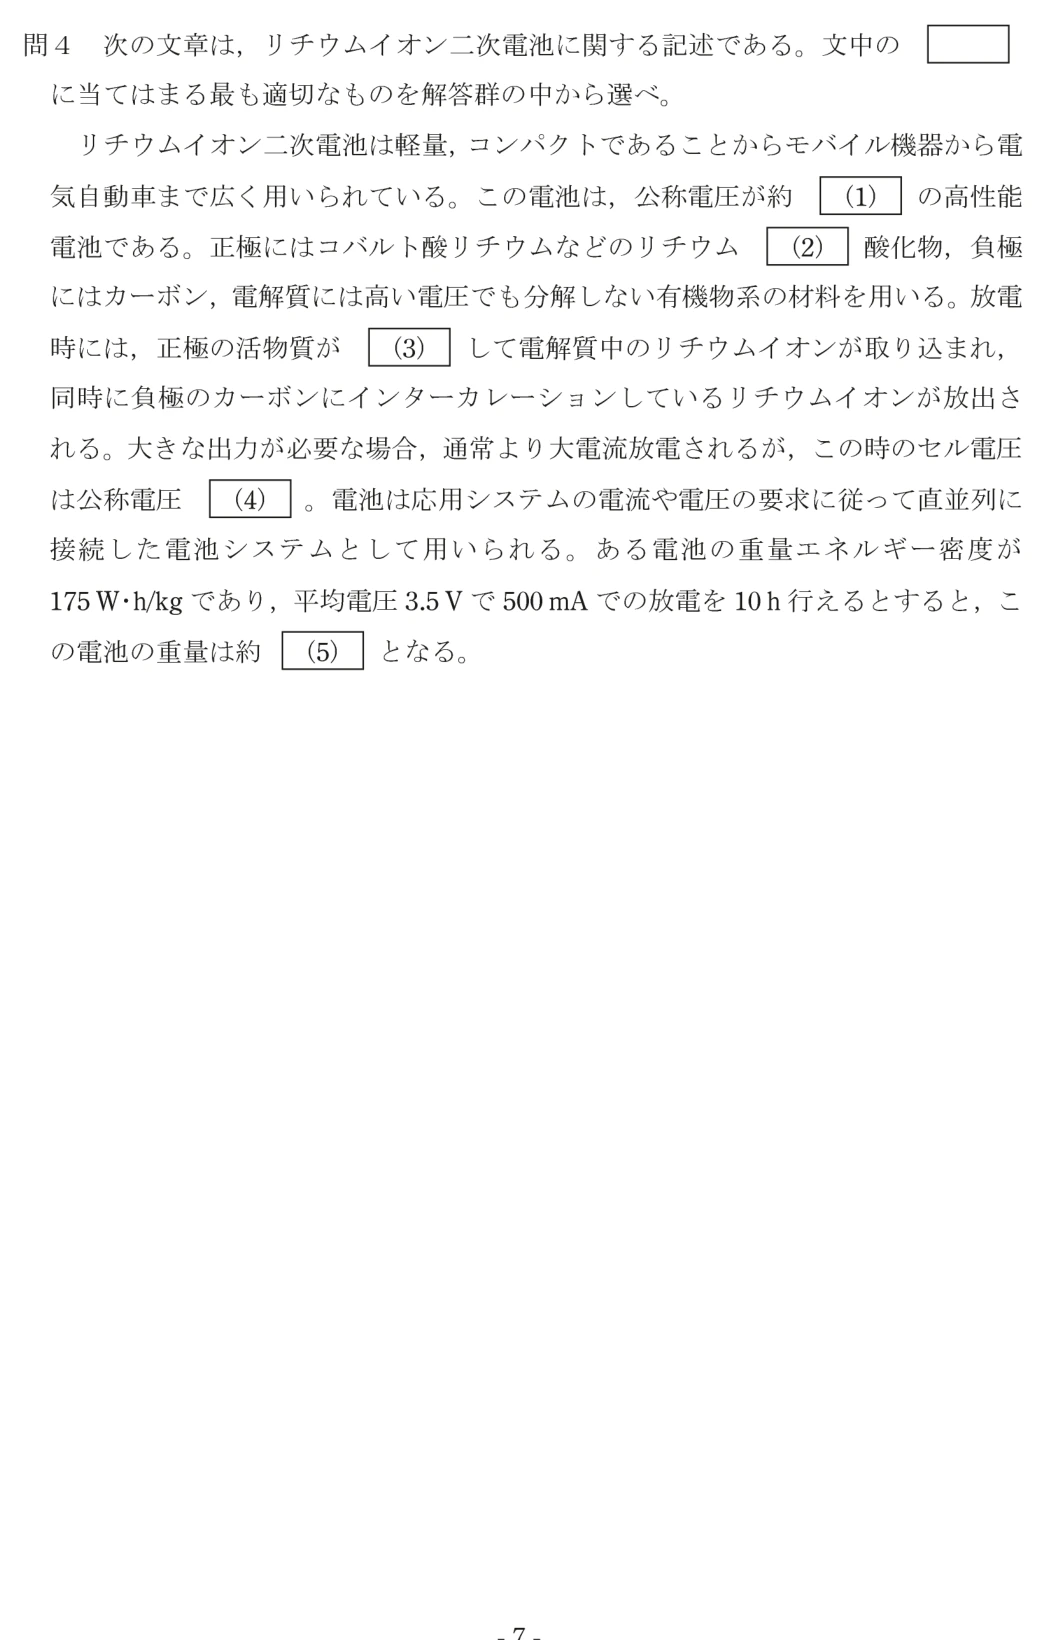 問４　次の文章は，リチウムイオン二次電池に関する記述である。文中の
に当てはまる最も適切なものを解答群の中から選べ。
リチウムイオン二次電池は軽量，コンパクトであることからモバイル機器から電
気自動車まで広く用いられている。この電池は，公称電圧が約 （1） の高性能
電池である。正極にはコバルト酸リチウムなどのリチウム （2） 酸化物，負極
にはカーボン，電解質には高い電圧でも分解しない有機物系の材料を用いる。放電
時には，正極の活物質が （3） して電解質中のリチウムイオンが取り込まれ，
同時に負極のカーボンにインターカレーションしているリチウムイオンが放出さ
れる。大きな出力が必要な場合，通常より大電流放電されるが，この時のセル電圧
は公称電圧 （4） 。電池は応用システムの電流や電圧の要求に従って直並列に
接続した電池システムとして用いられる。ある電池の重量エネルギー密度が
175 W·h/kg であり，平均電圧 3.5 V で 500 mA での放電を 10 h 行えるとすると，こ
の電池の重量は約 （5） となる。
- 7 -